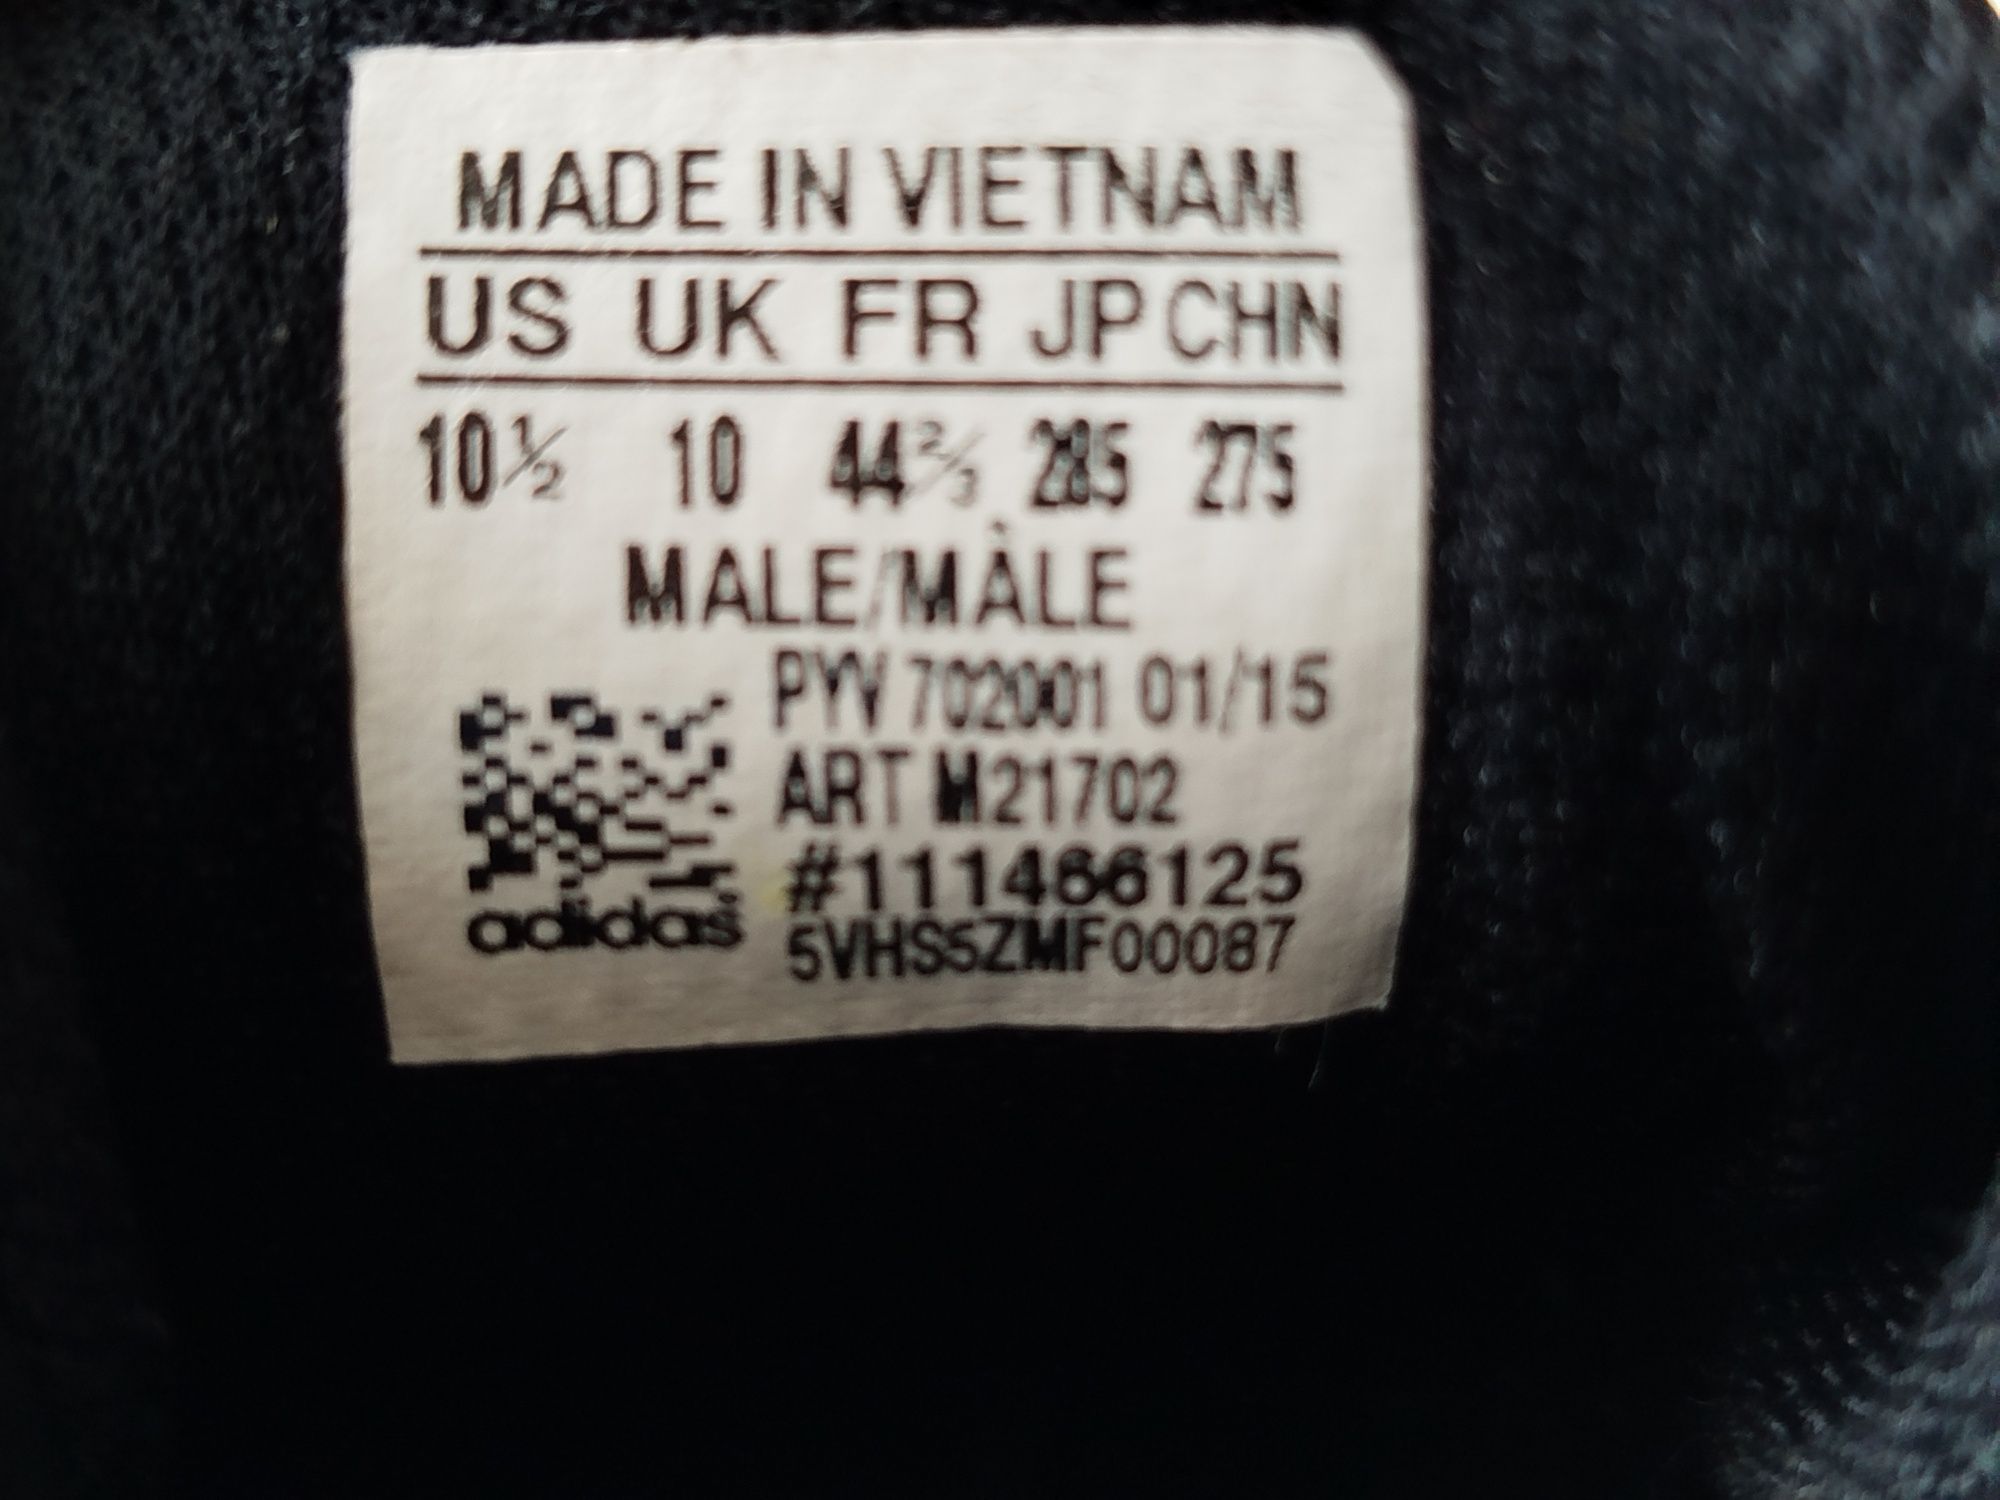 MADE IN VIETNAM
US UK FR JP CHN
10½ 10 44⅔ 285 275
MALE/MÂLE
PYV 702001 01/15
ART M21702
#111466125
5VHS5ZMF00087
adidas